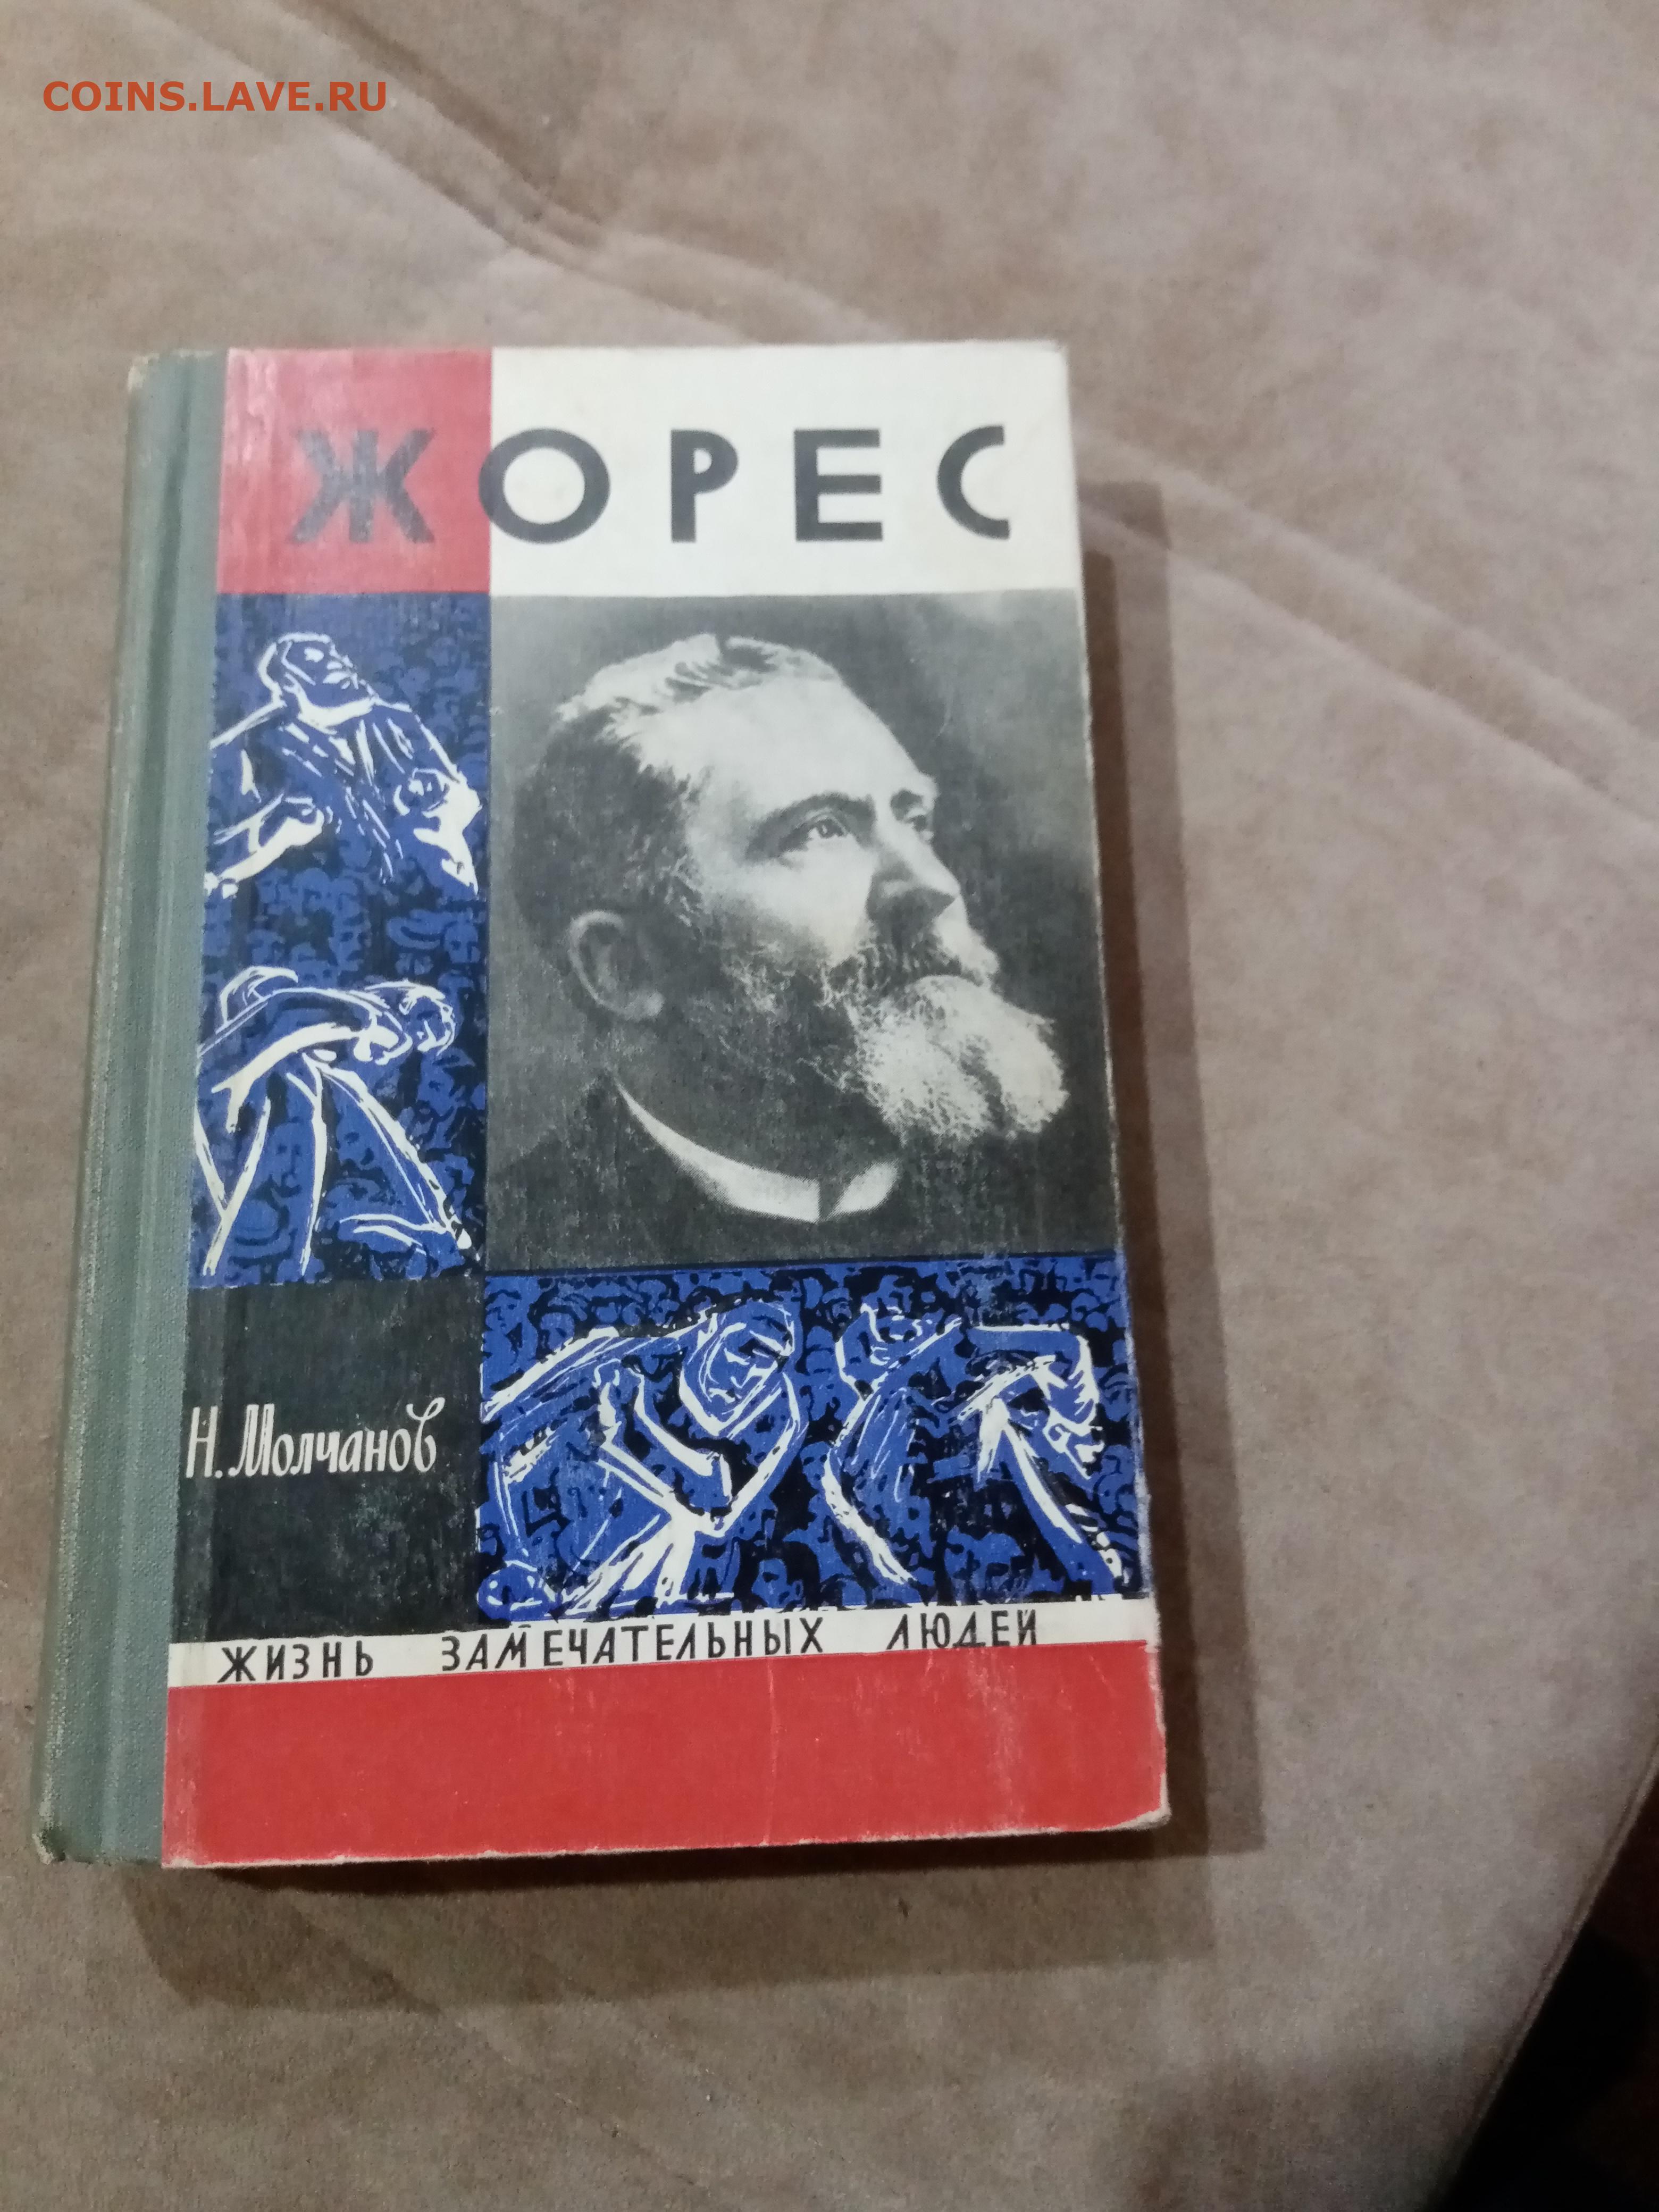 COINS.LAVE.RU
ЖОРЕС
Н. Молчанов
ЖИЗНЬ ЗАМЕЧАТЕЛЬНЫХ ЛЮДЕЙ